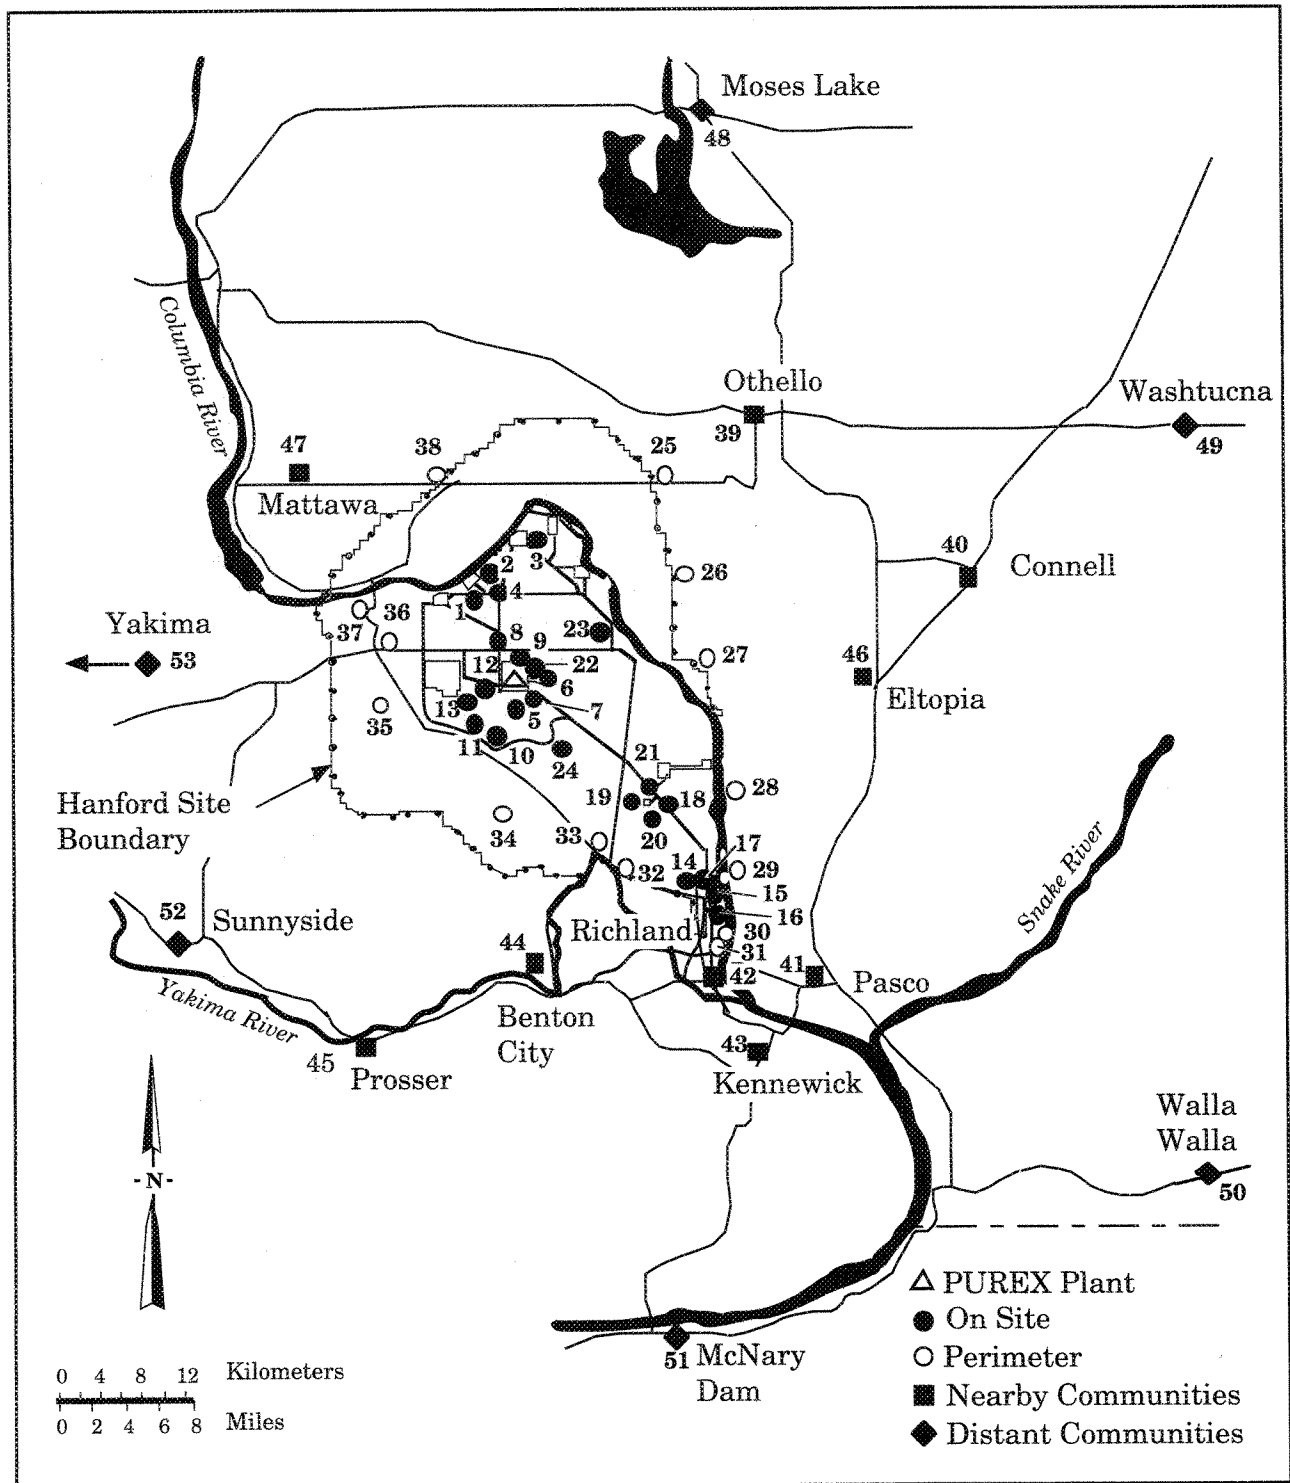 Moses Lake
48
Columbia River
Othello
39
Washtucna
49
47
Mattawa
38
25
3
2
4
1
26
40
Connell
Yakima
53
37
36
8
9
23
22
27
12
6
46
Eltopia
13
5
7
35
11
10
24
21
28
Hanford Site
Boundary
19
18
20
34
33
17
14
29
32
15
16
Snake River
52
Sunnyside
Richland
30
31
44
42
41
Pasco
Yakima River
Benton
City
43
Kennewick
45
Prosser
Walla
Walla
50
-N-
PUREX Plant
On Site
Perimeter
Nearby Communities
Distant Communities
51
McNary
Dam
0 4 8 12 Kilometers
0 2 4 6 8 Miles